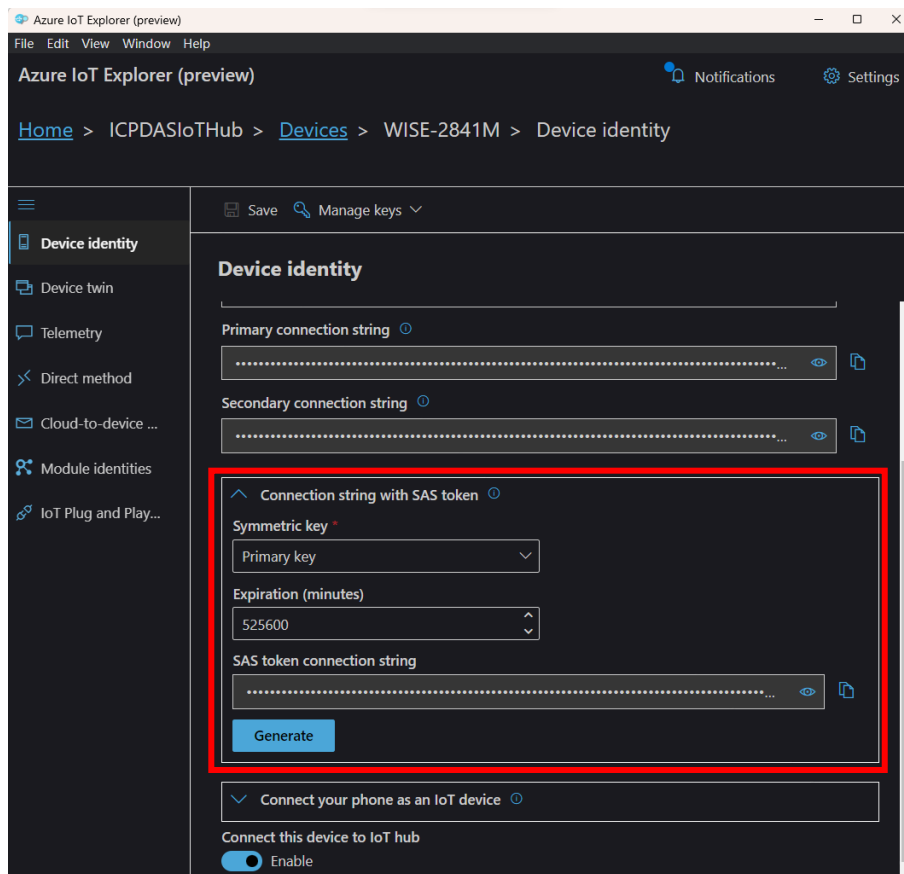 Azure IoT Explorer (preview)
File Edit View Window Help
Azure IoT Explorer (preview)
Notifications
Settings
Home > ICPDASIoTHub > Devices > WISE-2841M > Device identity
Save
Manage keys
Device identity
Device twin
Telemetry
Direct method
Cloud-to-device ...
Module identities
IoT Plug and Play...
Device identity
Primary connection string
Secondary connection string
Connection string with SAS token
Symmetric key *
Primary key
Expiration (minutes)
525600
SAS token connection string
Generate
Connect your phone as an IoT device
Connect this device to IoT hub
Enable